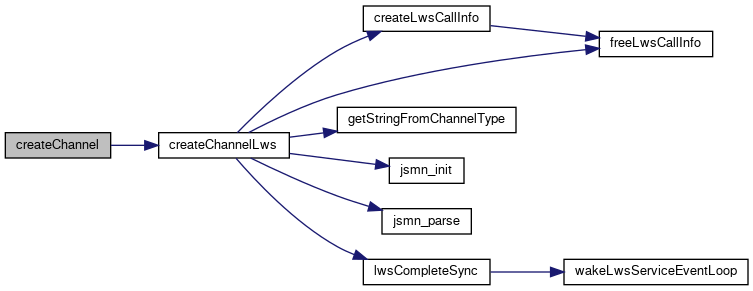 createChannel
createChannelLws
createLwsCallInfo
freeLwsCallInfo
getStringFromChannelType
jsmn_init
jsmn_parse
lwsCompleteSync
wakeLwsServiceEventLoop